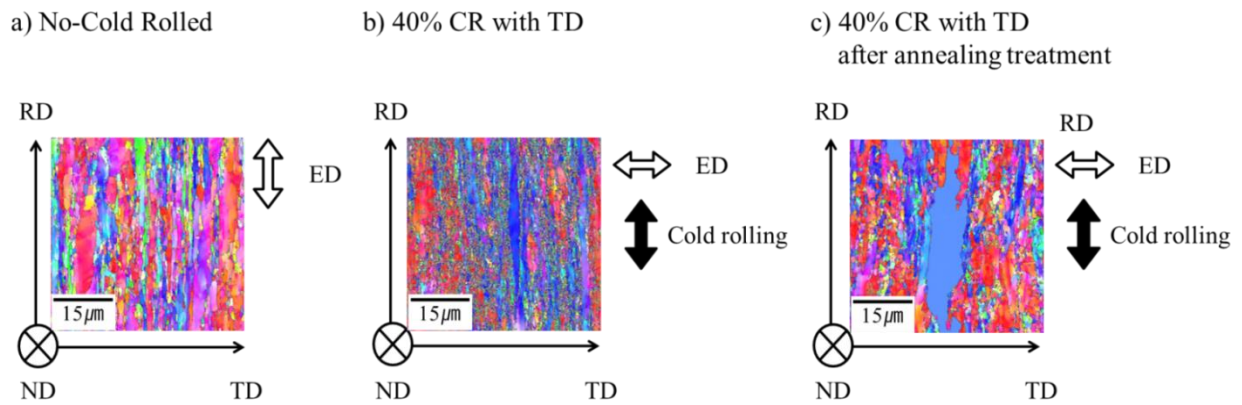 a) No-Cold Rolled
b) 40% CR with TD
c) 40% CR with TD
after annealing treatment
RD
ED
15μm
ND
TD
RD
ED
Cold rolling
15μm
ND
TD
RD
RD
ED
Cold rolling
15μm
ND
TD